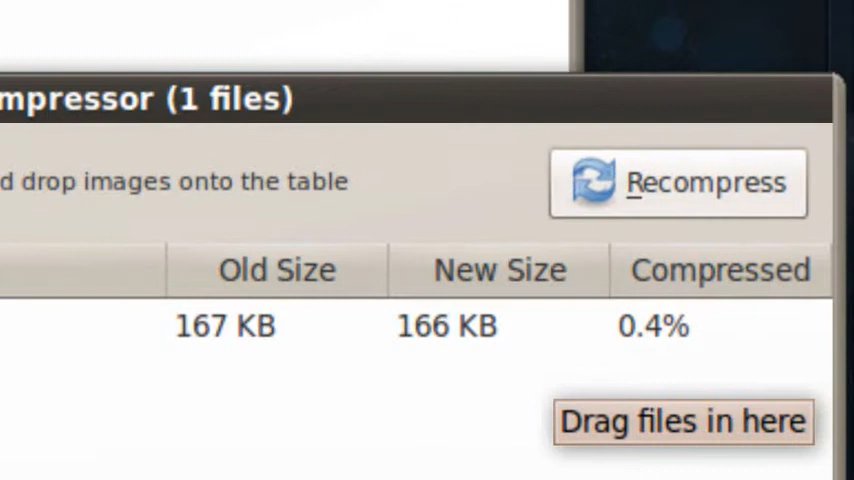 mpressor (1 files)
d drop images onto the table
Recompress
Old Size New Size Compressed
167 KB 166 KB 0.4%
Drag files in here